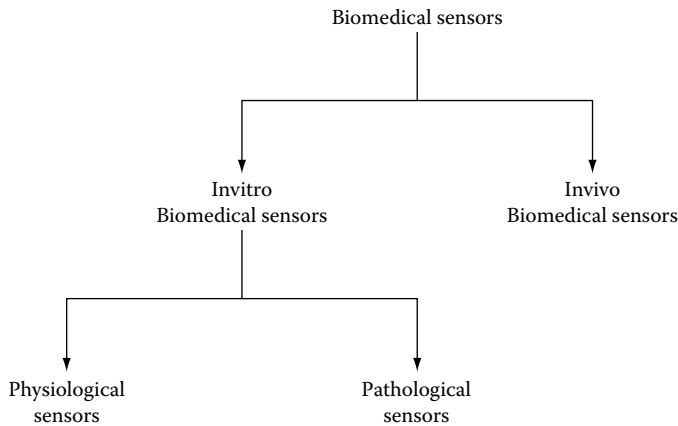 Biomedical sensors
Invitro
Biomedical sensors
Invivo
Biomedical sensors
Physiological
sensors
Pathological
sensors